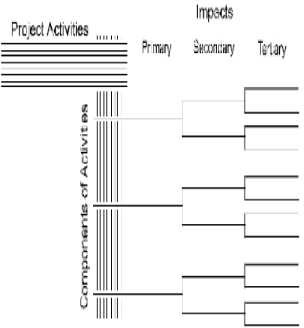 Impacts
Project Activities
Primary Secondary Tertiary
Components of Activities